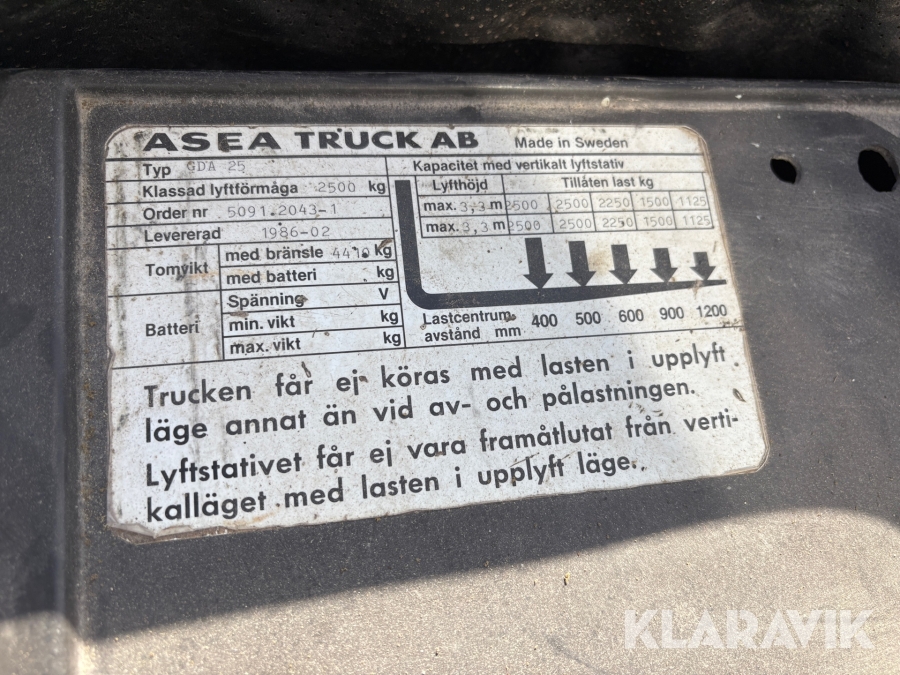 ASEA TRUCK AB Made in Sweden
Typ GDA 25
Kapacitet med vertikalt lyftstativ
Klassad lyftförmåga 2500 kg
Lyfthöjd Tillåten last kg
Order nr 5091.2043-1
max. 3,3 m 2500 2500 2250 1500 1125
Levererad 1986-02
max. 3,3 m 2500 2500 2250 1500 1125
Tomvikt med bränsle kg
med batteri kg
Batteri Spänning V
min. vikt kg
max. vikt kg
Lastcentrum. avstånd mm 400 500 600 900 1200
Trucken får ej köras med lasten i upplyft
läge annat än vid av- och pålastningen.
Lyftstativet får ej vara framåtlutat från verti-
kalläget med lasten i upplyft läge.
KLARAVIK